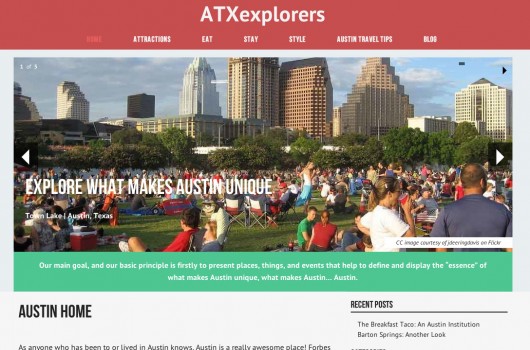 ATXexplorers
HOME ATTRACTIONS EAT STAY STYLE AUSTIN TRAVEL TIPS BLOG
1 of 5
EXPLORE WHAT MAKES AUSTIN UNIQUE
Town Lake | Austin, Texas
CC image courtesy of jdeeringdavis on Flickr
Our main goal, and our basic principle is firstly to present places, things, and events that help to define and display the "essence" of
what makes Austin unique, what makes Austin... Austin.
AUSTIN HOME
RECENT POSTS
The Breakfast Taco: An Austin Institution
Barton Springs: Another Look
As anyone who has been to or lived in Austin knows, Austin is a really awesome place! Forbes